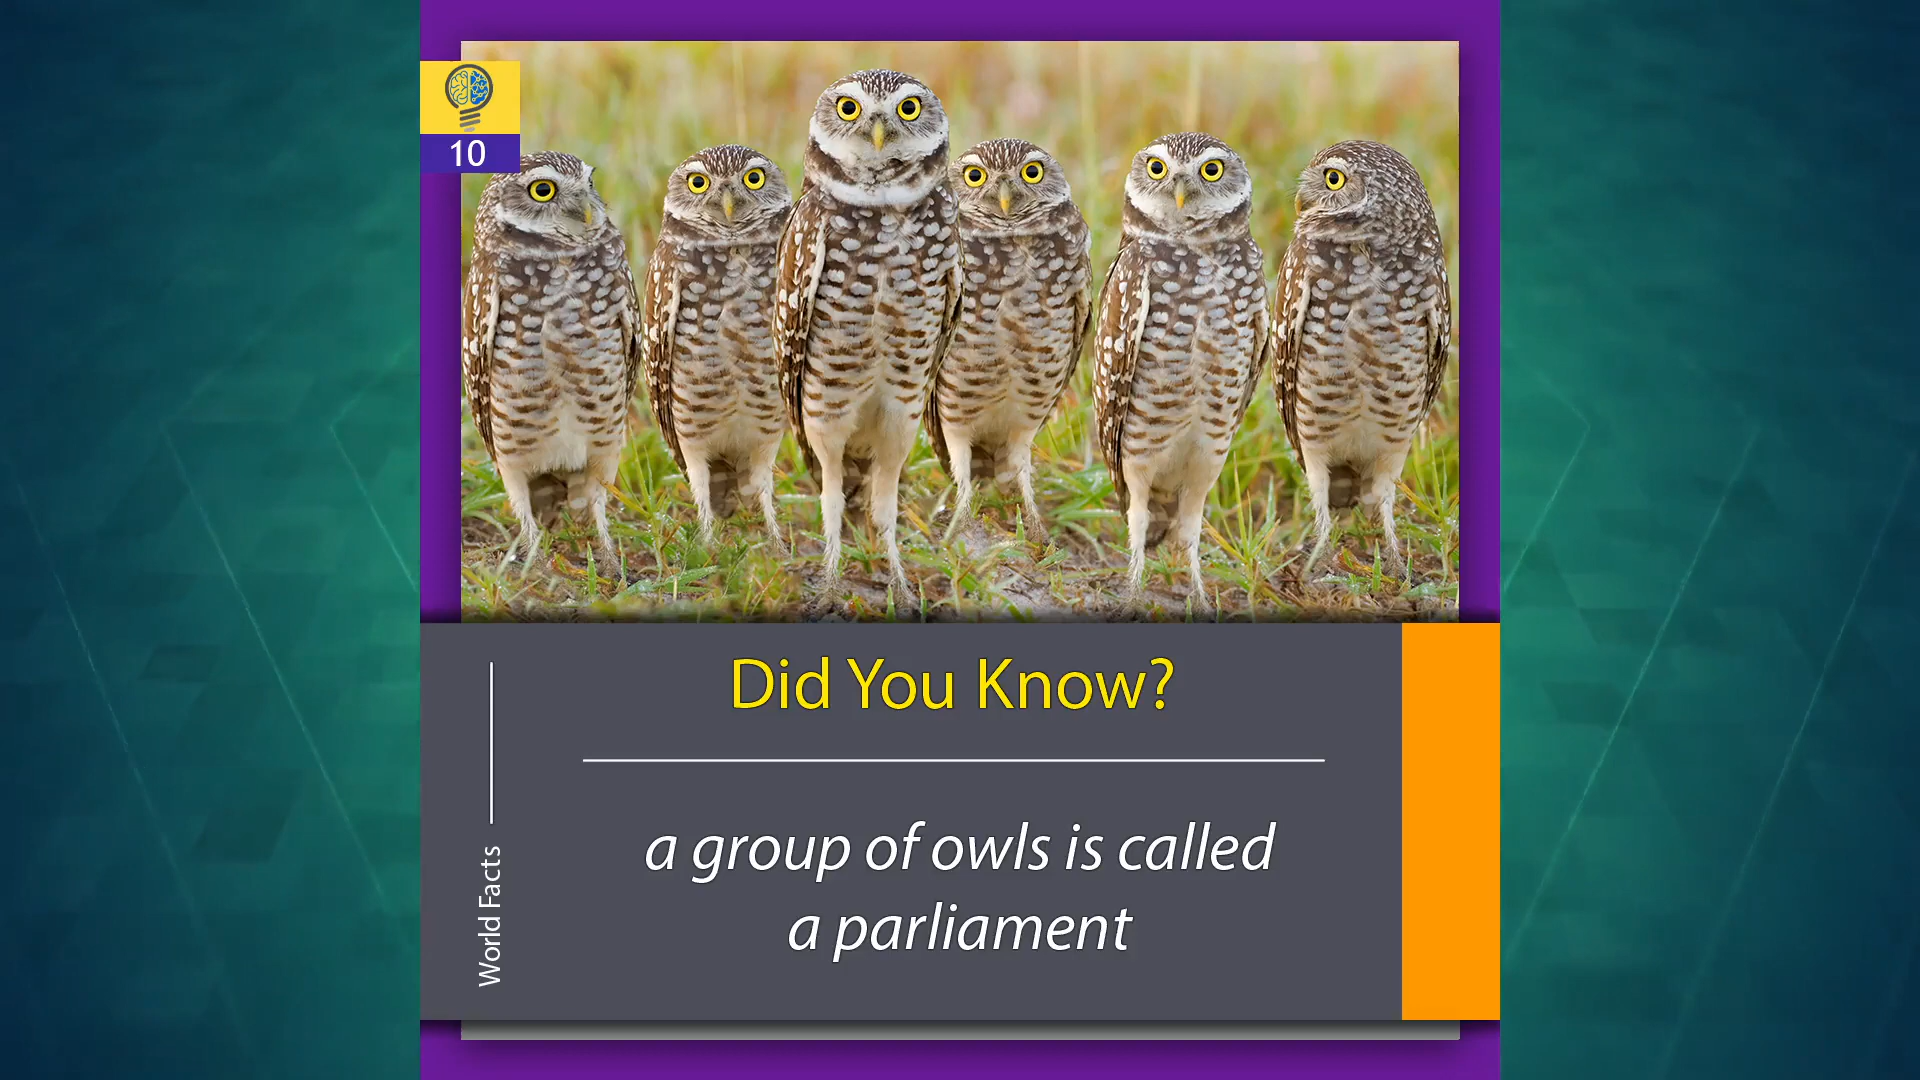 10
Did You Know?
a group of owls is called
a parliament
World Facts